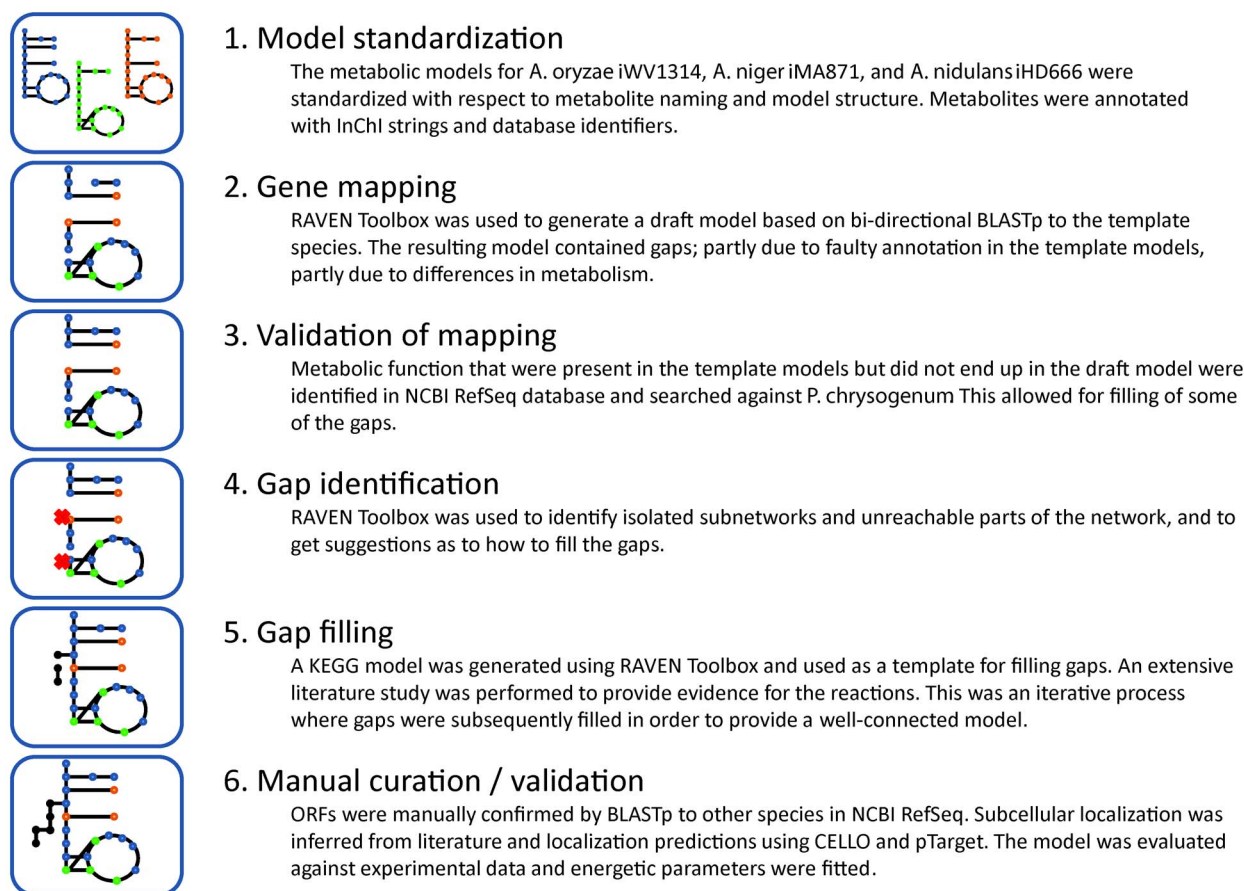 1. Model standardization
The metabolic models for A. oryzae iWV1314, A. niger iMA871, and A. nidulans iHD666 were
standardized with respect to metabolite naming and model structure. Metabolites were annotated
with InChI strings and database identifiers.
2. Gene mapping
RAVEN Toolbox was used to generate a draft model based on bi-directional BLASTp to the template
species. The resulting model contained gaps; partly due to faulty annotation in the template models,
partly due to differences in metabolism.
3. Validation of mapping
Metabolic function that were present in the template models but did not end up in the draft model were
identified in NCBI RefSeq database and searched against P. chrysogenum This allowed for filling of some
of the gaps.
4. Gap identification
RAVEN Toolbox was used to identify isolated subnetworks and unreachable parts of the network, and to
get suggestions as to how to fill the gaps.
5. Gap filling
A KEGG model was generated using RAVEN Toolbox and used as a template for filling gaps. An extensive
literature study was performed to provide evidence for the reactions. This was an iterative process
where gaps were subsequently filled in order to provide a well-connected model.
6. Manual curation / validation
ORFs were manually confirmed by BLASTp to other species in NCBI RefSeq. Subcellular localization was
inferred from literature and localization predictions using CELLO and pTarget. The model was evaluated
against experimental data and energetic parameters were fitted.